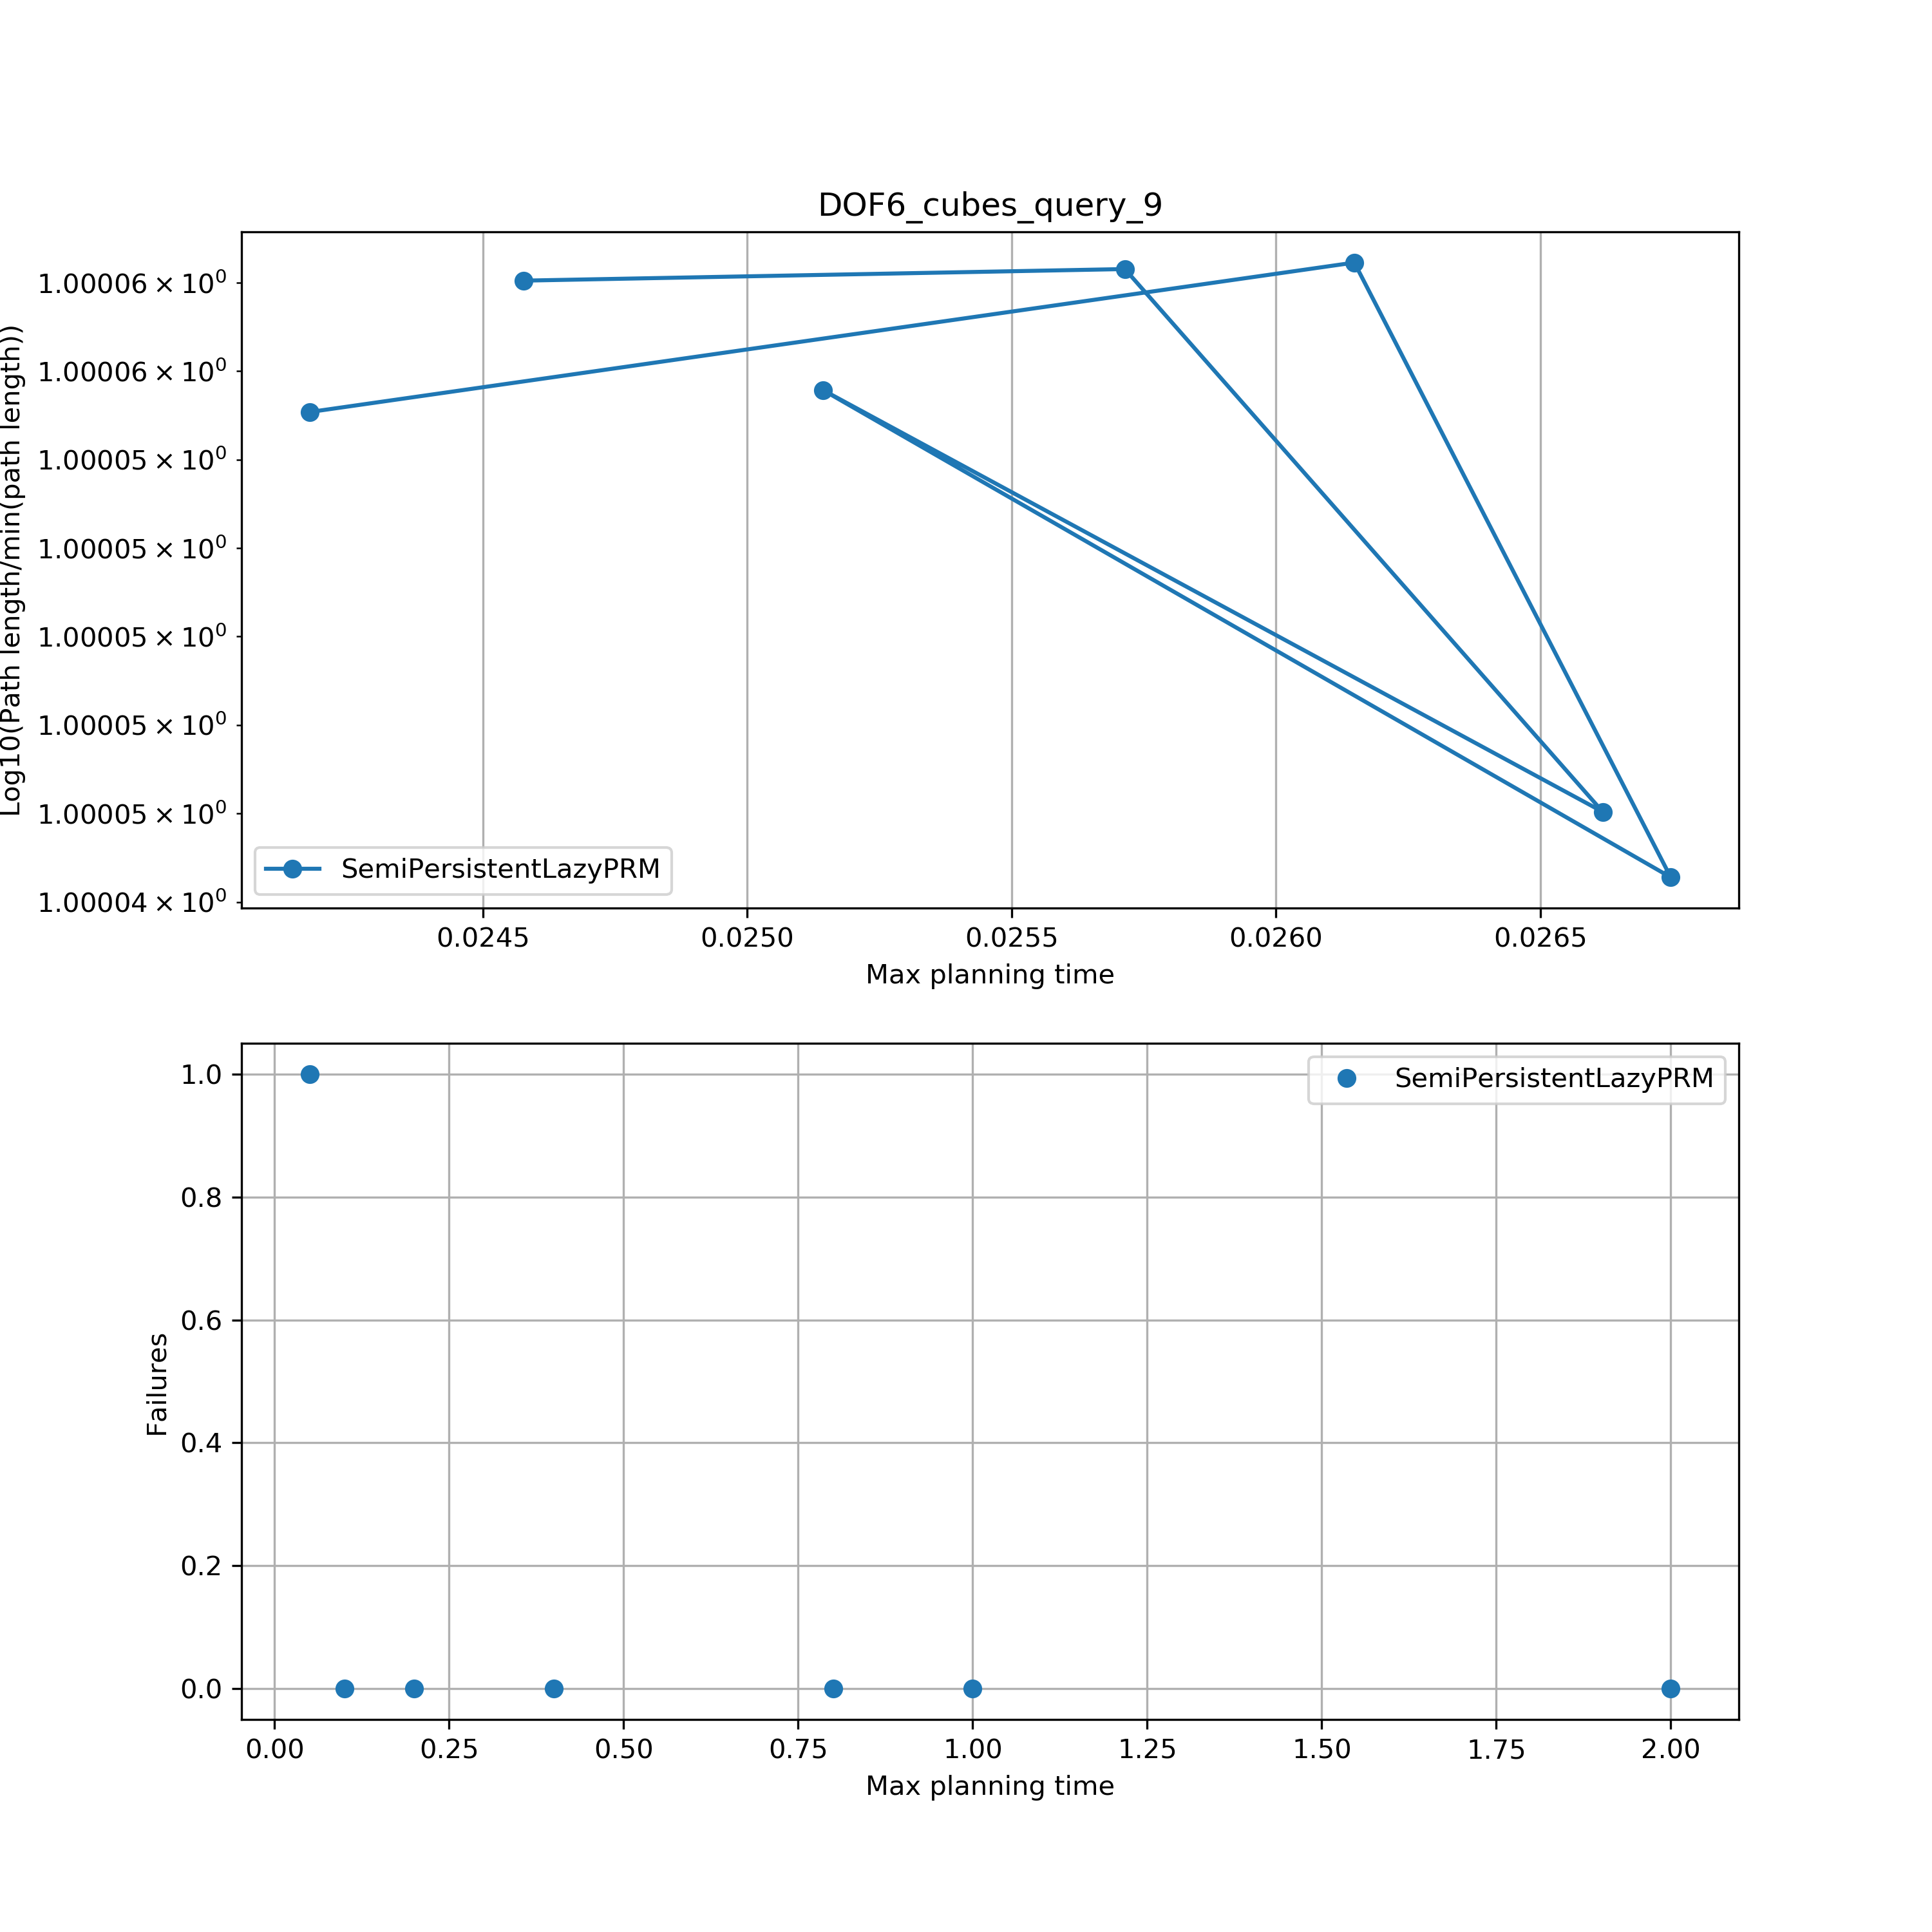 DOF6_cubes_query_9
Log10(Path length/min(path length))
1.00006 × 10⁰
1.00006 × 10⁰
1.00005 × 10⁰
1.00005 × 10⁰
1.00005 × 10⁰
1.00005 × 10⁰
1.00005 × 10⁰
1.00004 × 10⁰
SemiPersistentLazyPRM
0.0245 0.0250 0.0255 0.0260 0.0265
Max planning time
SemiPersistentLazyPRM
Failures
1.0
0.8
0.6
0.4
0.2
0.0
0.00 0.25 0.50 0.75 1.00 1.25 1.50 1.75 2.00
Max planning time